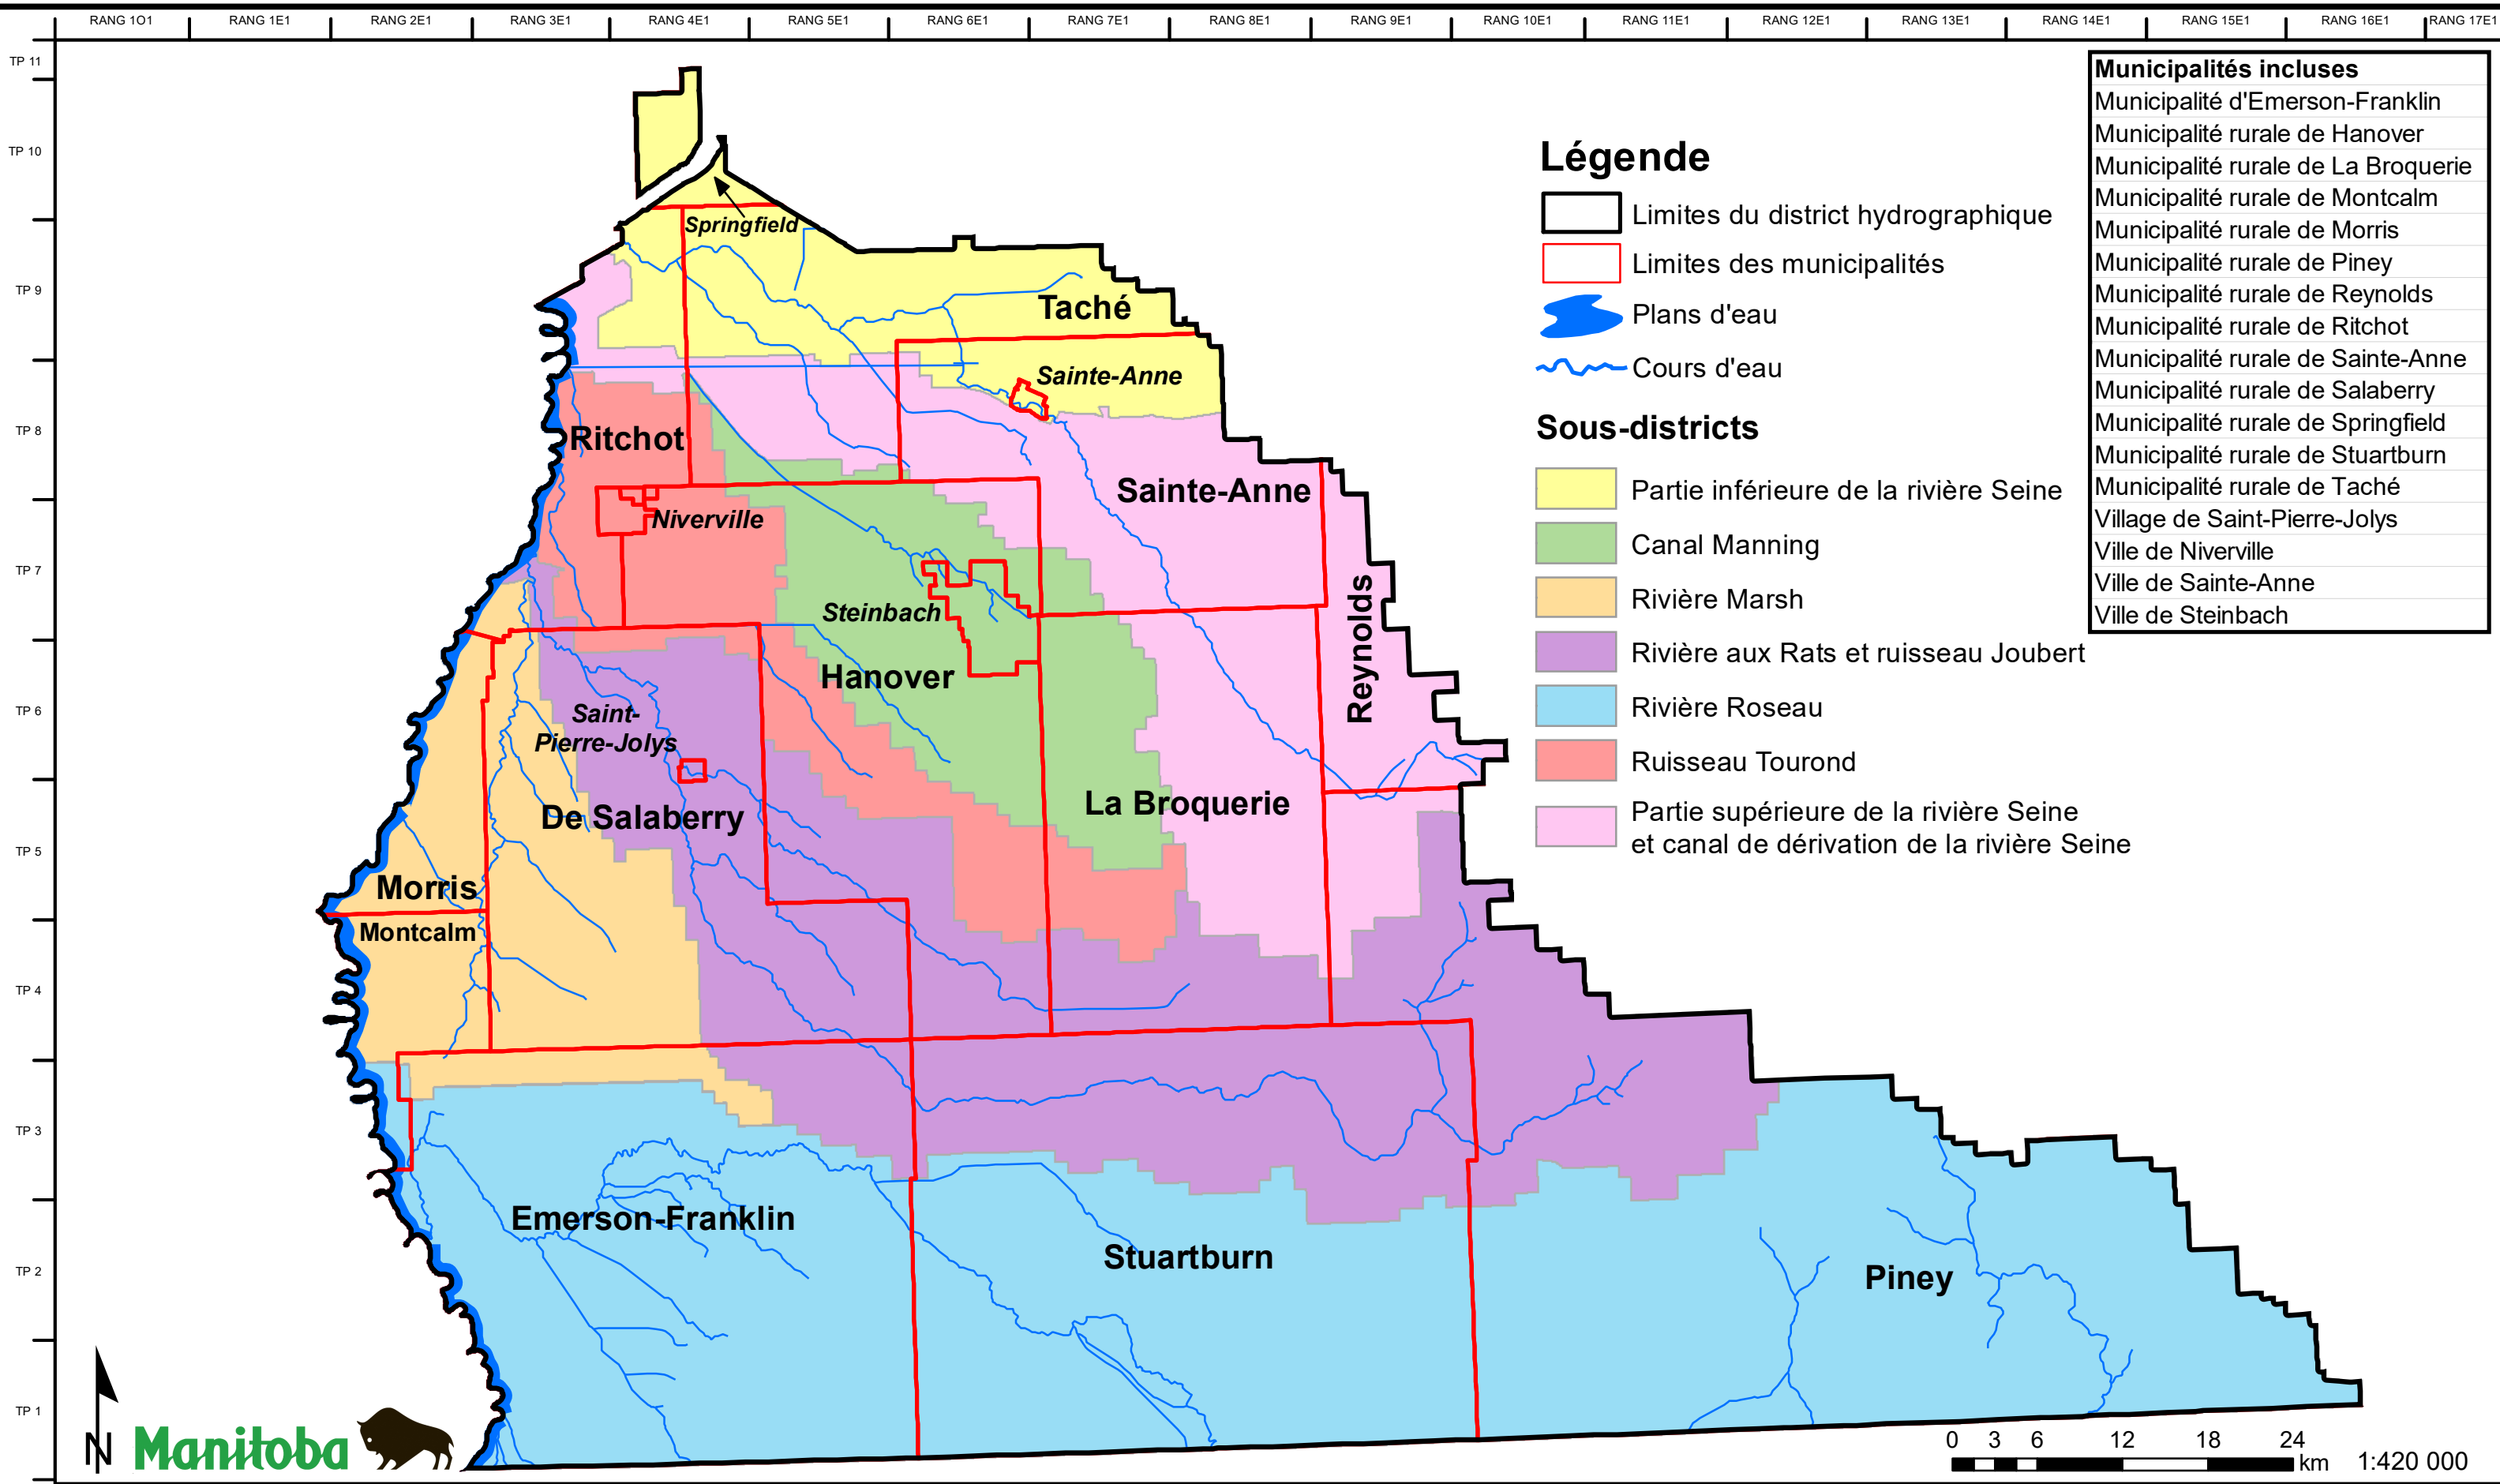 RANG 1O1 RANG 1E1 RANG 2E1 RANG 3E1 RANG 4E1 RANG 5E1 RANG 6E1 RANG 7E1 RANG 8E1 RANG 9E1 RANG 10E1 RANG 11E1 RANG 12E1 RANG 13E1 RANG 14E1 RANG 15E1 RANG 16E1 RANG 17E1
TP 11
TP 10
TP 9
TP 8
TP 7
TP 6
TP 5
TP 4
TP 3
TP 2
TP 1
Springfield
Taché
Sainte-Anne
Ritchot
Sainte-Anne
Niverville
Reynolds
Steinbach
Hanover
Saint-
Pierre-Jolys
De Salaberry
La Broquerie
Morris
Montcalm
Emerson-Franklin
Stuartburn
Piney
Légende
Limites du district hydrographique
Limites des municipalités
Plans d'eau
Cours d'eau
Sous-districts
Partie inférieure de la rivière Seine
Canal Manning
Rivière Marsh
Rivière aux Rats et ruisseau Joubert
Rivière Roseau
Ruisseau Tourond
Partie supérieure de la rivière Seine
et canal de dérivation de la rivière Seine
Municipalités incluses
Municipalité d'Emerson-Franklin
Municipalité rurale de Hanover
Municipalité rurale de La Broquerie
Municipalité rurale de Montcalm
Municipalité rurale de Morris
Municipalité rurale de Piney
Municipalité rurale de Reynolds
Municipalité rurale de Ritchot
Municipalité rurale de Sainte-Anne
Municipalité rurale de Salaberry
Municipalité rurale de Springfield
Municipalité rurale de Stuartburn
Municipalité rurale de Taché
Village de Saint-Pierre-Jolys
Ville de Niverville
Ville de Sainte-Anne
Ville de Steinbach
N
Manitoba
0 3 6 12 18 24
km
1:420 000